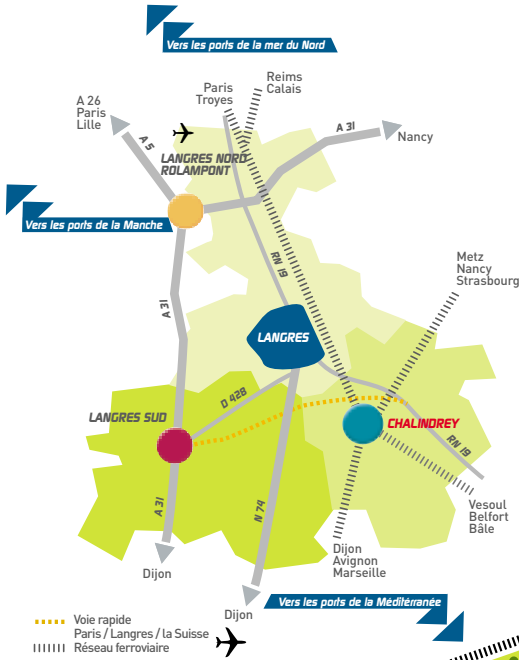 Vers les ports de la mer du Nord
Reims
Calais
Paris
Troyes
A 26
Paris
Lille
A 5
A 31
Nancy
LANGRES NORD
ROLAMPONT
Vers les ports de la Manche
RN 19
Metz
Nancy
Strasbourg
A 31
LANGRES
D 428
LANGRES SUD
CHALINDREY
RN 19
A 31
N 74
Vesoul
Belfort
Bâle
Dijon
Avignon
Marseille
Dijon
Dijon
Vers les ports de la Méditérranée
Voie rapide
Paris / Langres / la Suisse
Réseau ferroviaire